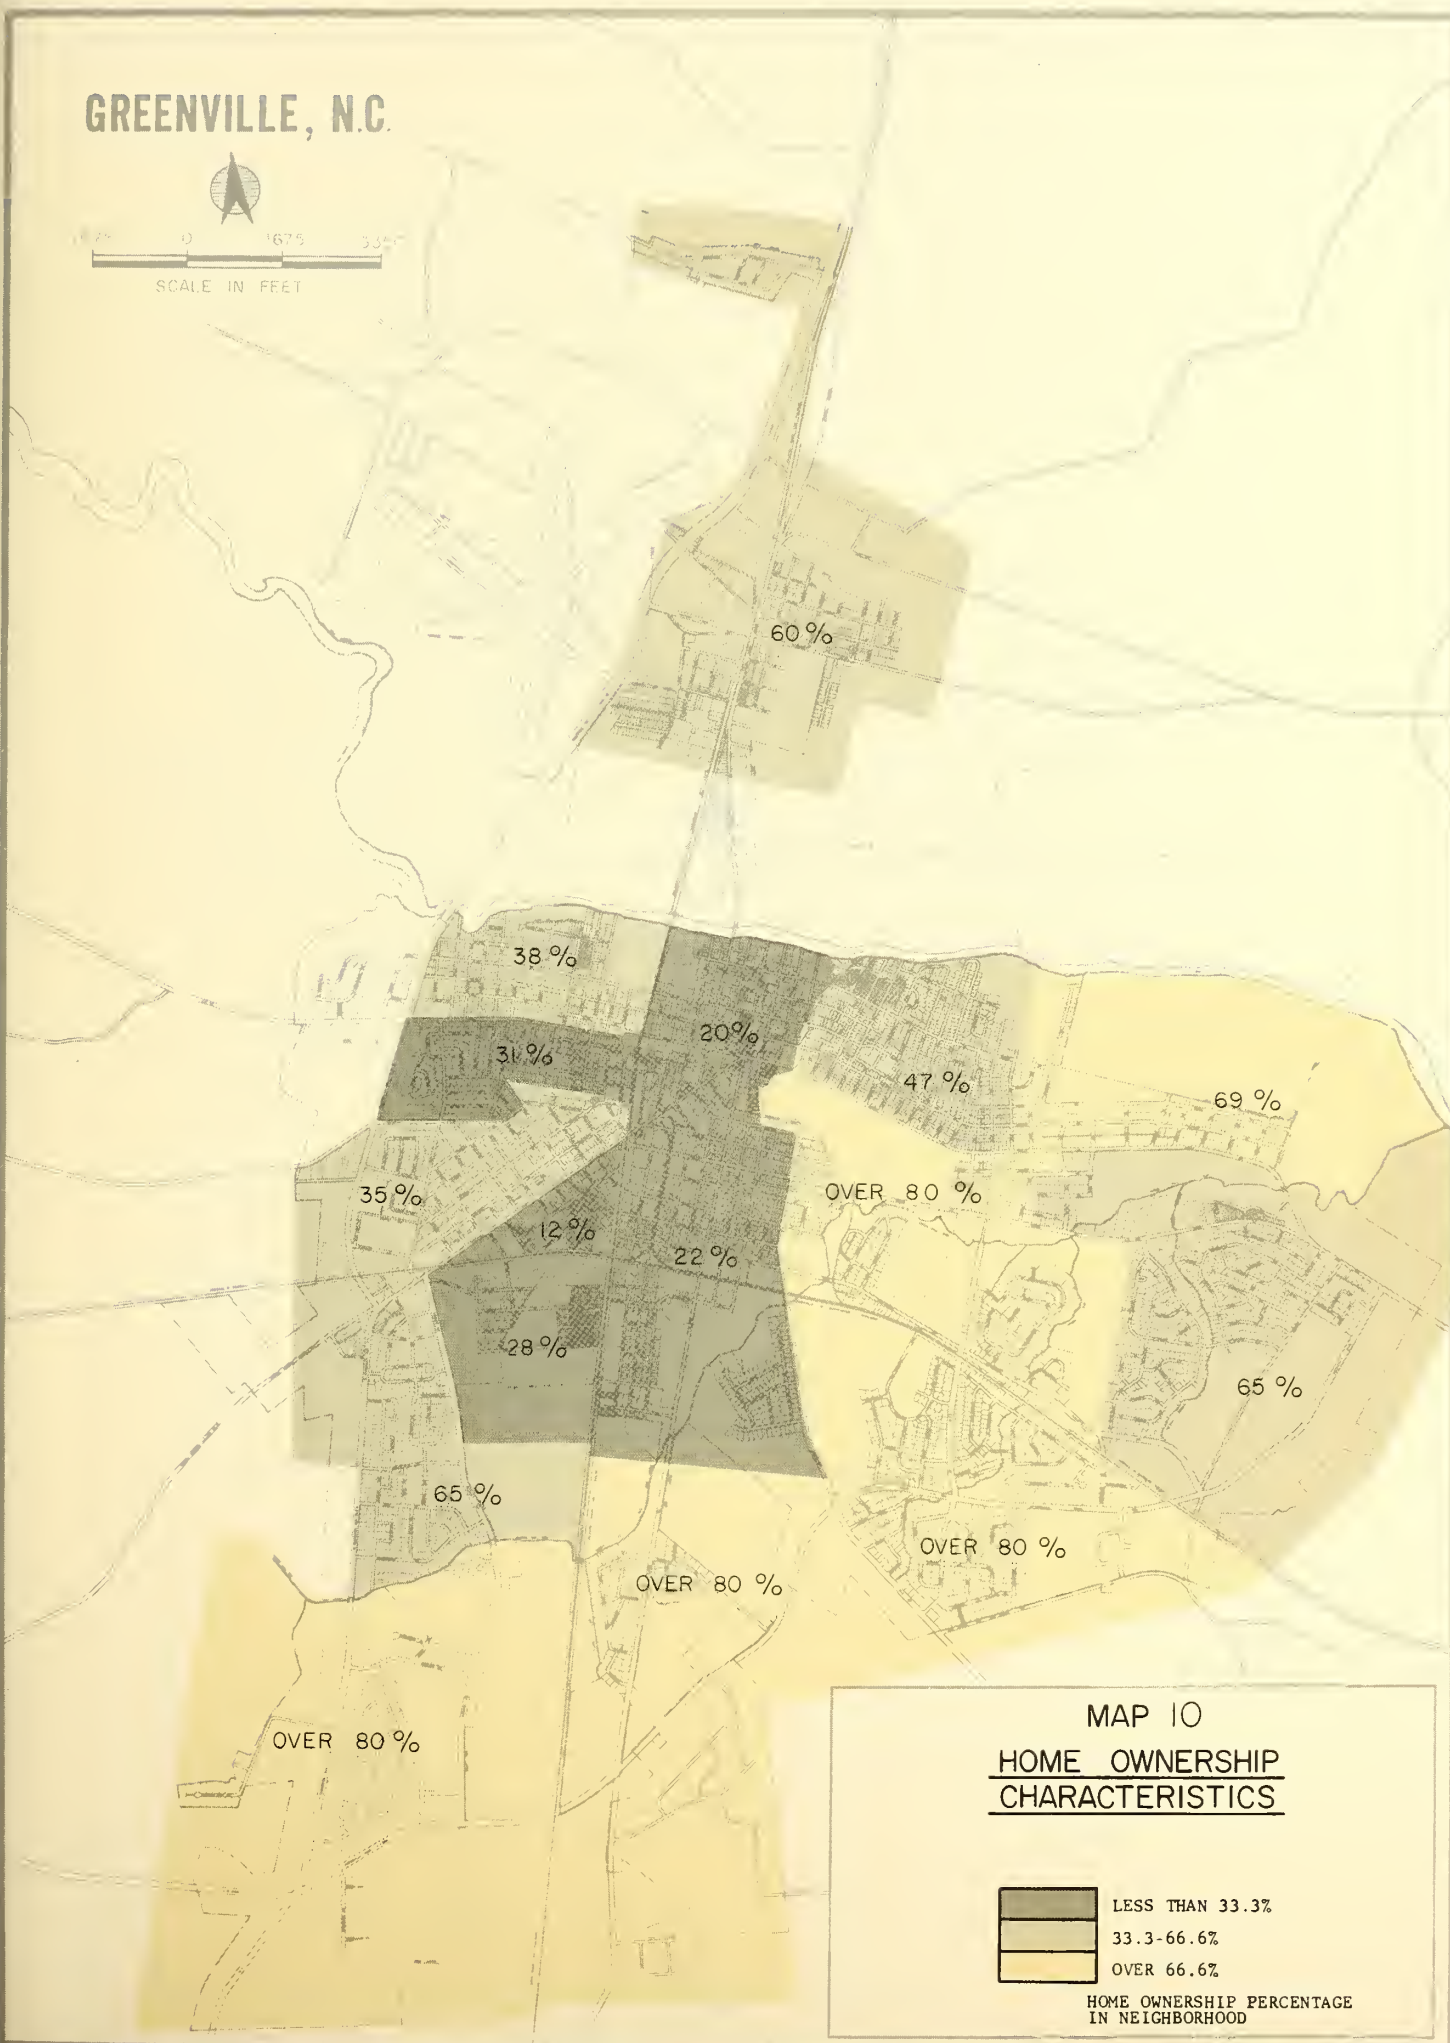 GREENVILLE, N.C.
0 1675
SCALE IN FEET
60%
38%
20%
31%
47%
69%
35%
OVER 80%
12%
22%
28%
65%
65%
OVER 80%
OVER 80%
OVER 80%
MAP 10
HOME OWNERSHIP
CHARACTERISTICS
LESS THAN 33.3%
33.3-66.6%
OVER 66.6%
HOME OWNERSHIP PERCENTAGE
IN NEIGHBORHOOD